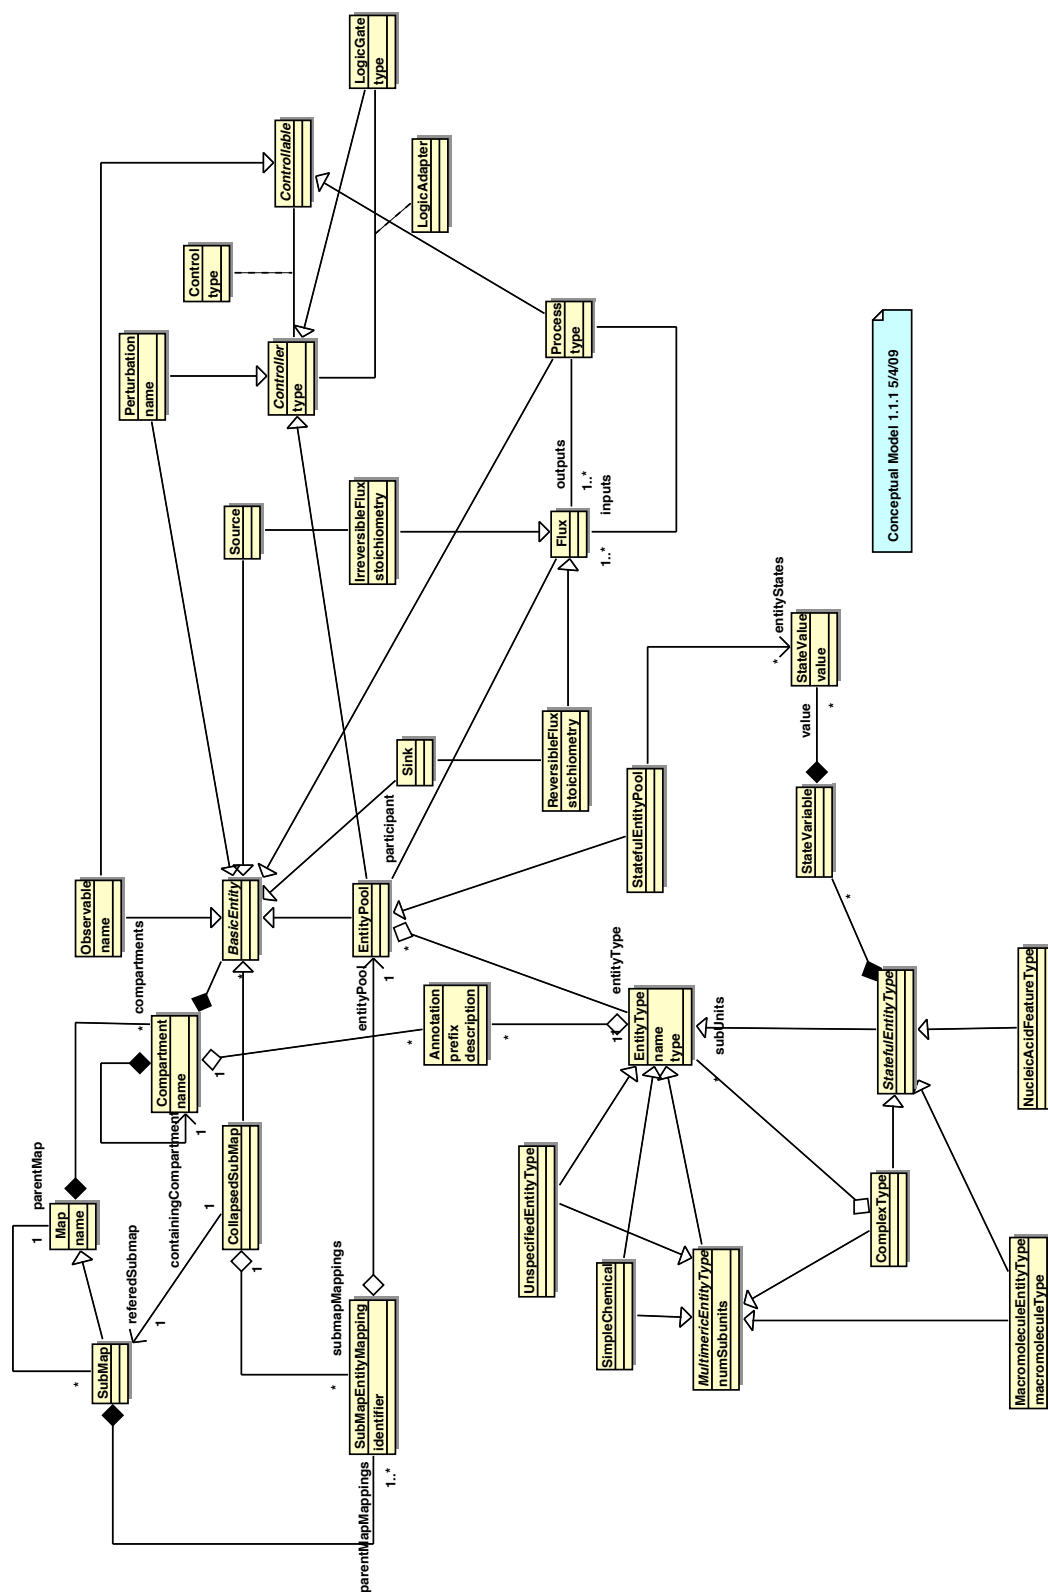 LogicGate
type
Controllable
LogicAdapter
Control
type
Perturbation
name
Controller
type
Process
type
Source
IrreversibleFlux
stoichiometry
outputs
1..*
inputs
1..*
Flux
Conceptual Model 1.1.1 5/4/09
entityStates
*
StateValue
value
value
*
StateVariable
*
Sink
ReversibleFlux
stoichiometry
StatefulEntityPool
participant
Observable
name
BasicEntity
*
EntityPool
*
1
entityPool
compartments
*
Compartment
name
1
1
containingCompartment
Annotation
prefix
description
*
*
entityType
1
1
EntityType
name
type
subUnits
*
StatefulEntityType
NucleicAcidFeatureType
parentMap
1
Map
name
CollapsedSubMap
1
1
referedSubmap
1
SubMap
*
submapMappings
*
SubMapEntityMapping
identifier
parentMapMappings
1..*
UnspecifiedEntityType
SimpleChemical
MultimericEntityType
numSubunits
ComplexType
MacromoleculeEntityType
macromoleculeType